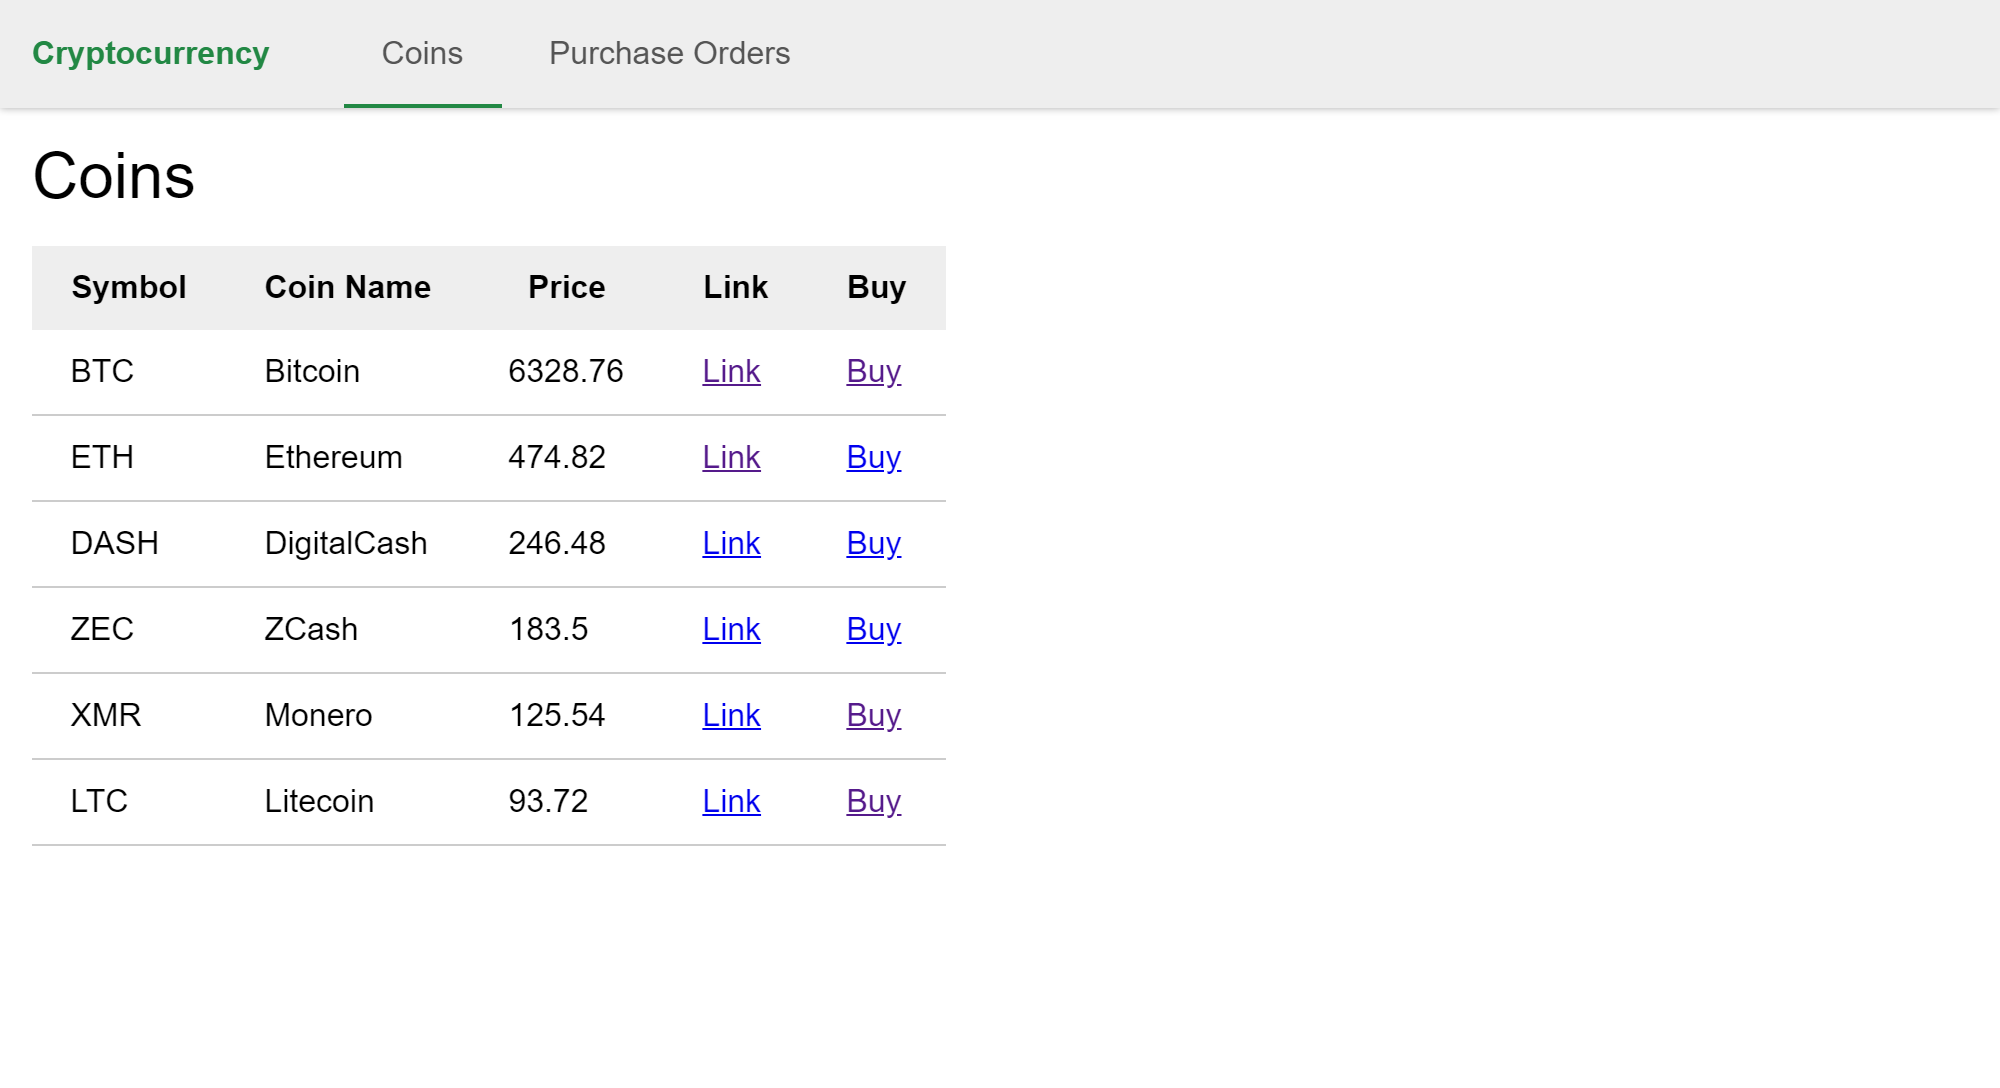 Cryptocurrency Coins Purchase Orders
Coins
Symbol Coin Name Price Link Buy
BTC Bitcoin 6328.76 Link Buy
ETH Ethereum 474.82 Link Buy
DASH DigitalCash 246.48 Link Buy
ZEC ZCash 183.5 Link Buy
XMR Monero 125.54 Link Buy
LTC Litecoin 93.72 Link Buy